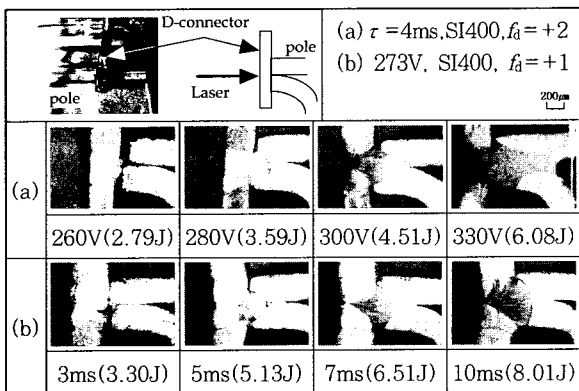 D-connector
pole
Laser
pole
(a) τ=4ms,SI400,fd=+2
(b) 273V, SI400, fd=+1
200μm
(a)
260V(2.79J) 280V(3.59J) 300V(4.51J) 330V(6.08J)
(b)
3ms(3.30J) 5ms(5.13J) 7ms(6.51J) 10ms(8.01J)